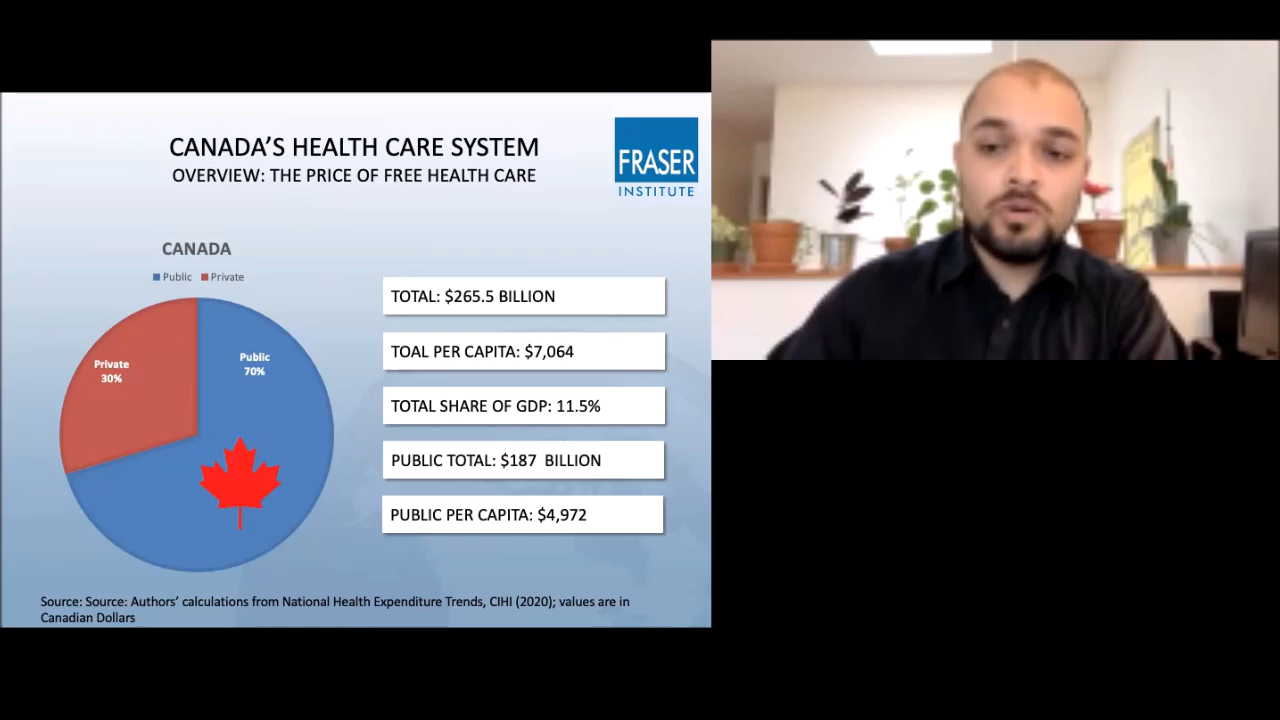 CANADA'S HEALTH CARE SYSTEM
OVERVIEW: THE PRICE OF FREE HEALTH CARE
FRASER
INSTITUTE
CANADA
Public Private
Private
30%
Public
70%
TOTAL: $265.5 BILLION
TOAL PER CAPITA: $7,064
TOTAL SHARE OF GDP: 11.5%
PUBLIC TOTAL: $187 BILLION
PUBLIC PER CAPITA: $4,972
Source: Source: Authors' calculations from National Health Expenditure Trends, CIHI (2020); values are in
Canadian Dollars